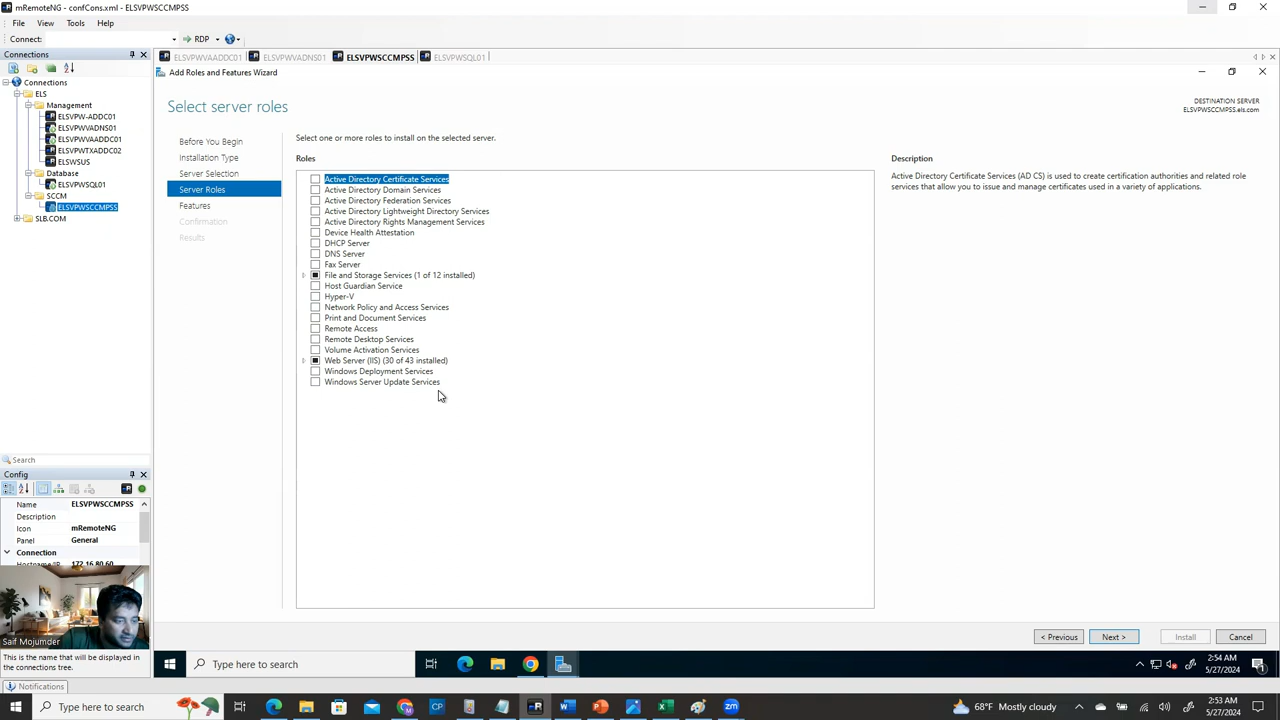 mRemoteNG - confCons.xml - ELSVPWSCCMPSS
File View Tools Help
Connect: RDP
Connections
ELSVPWVAADDC01 ELSVPWVADNS01 ELSVPWSCCMPSS ELSVPWSQL01
Add Roles and Features Wizard
Connections
ELS
Management
ELSVPW-ADDC01
ELSVPWVADNS01
ELSVPWVAADDC01
ELSVPWTXADDC02
ELSWSUS
Database
ELSVPWSQL01
SCCM
ELSVPWSCCMPSS
SLB.COM
Select server roles
DESTINATION SERVER
ELSVPWSCCMPSS.els.com
Before You Begin
Installation Type
Server Selection
Server Roles
Features
Confirmation
Results
Select one or more roles to install on the selected server.
Roles
Active Directory Certificate Services
Active Directory Domain Services
Active Directory Federation Services
Active Directory Lightweight Directory Services
Active Directory Rights Management Services
Device Health Attestation
DHCP Server
DNS Server
Fax Server
File and Storage Services (1 of 12 installed)
Host Guardian Service
Hyper-V
Network Policy and Access Services
Print and Document Services
Remote Access
Remote Desktop Services
Volume Activation Services
Web Server (IIS) (30 of 43 installed)
Windows Deployment Services
Windows Server Update Services
Description
Active Directory Certificate Services (AD CS) is used to create certification authorities and related role
services that allow you to issue and manage certificates used in a variety of applications.
Search
Config
Name ELSVPWSCCMPSS
Description
Icon mRemoteNG
Panel General
Connection
Hostname/IP 172.16.80.60
Saif Mojumder
This is the name that will be displayed in
the connections tree.
Notifications
< Previous Next > Install Cancel
Type here to search
2:54 AM
5/27/2024
1
Type here to search
68°F Mostly cloudy
2:53 AM
5/27/2024